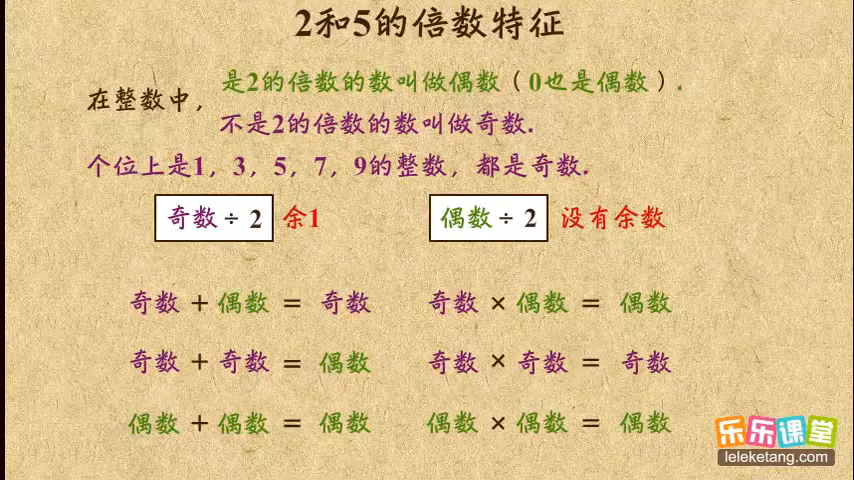 2和5的倍数特征
在整数中，
是2的倍数的数叫做偶数（0也是偶数）.
不是2的倍数的数叫做奇数.
个位上是1，3，5，7，9的整数，都是奇数.
奇数 ÷ 2 余1
偶数 ÷ 2 没有余数
奇数 + 偶数 = 奇数
奇数 × 偶数 = 偶数
奇数 + 奇数 = 偶数
奇数 × 奇数 = 奇数
偶数 + 偶数 = 偶数
偶数 × 偶数 = 偶数
乐乐课堂
leleketang.com